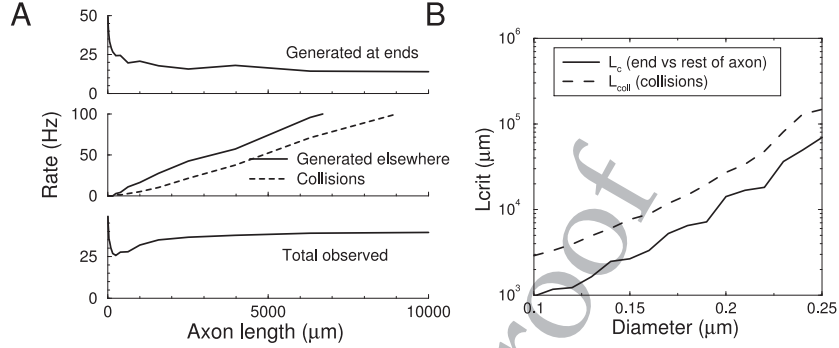 A
50
25
0
Generated at ends
100
50
0
Generated elsewhere
Collisions
25
0
Total observed
0
5000
10000
Rate (Hz)
Axon length (μm)
B
L_c (end vs rest of axon)
L_coll (collisions)
10^6
10^5
10^4
10^3
Lcrit (μm)
0.1
0.15
0.2
0.25
Diameter (μm)
roof